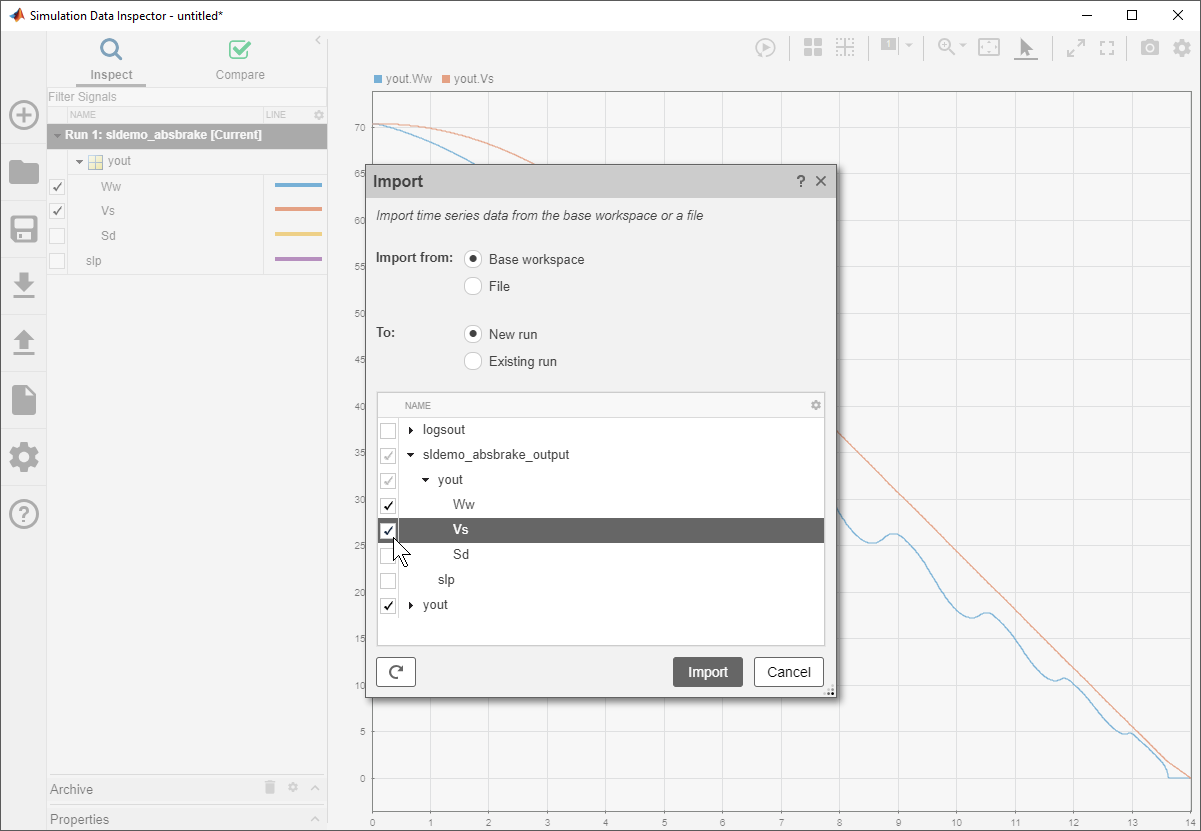 Simulation Data Inspector - untitled*
Inspect
Compare
Filter Signals
NAME
LINE
Run 1: sldemo_absbrake [Current]
yout
Ww
Vs
Sd
slp
Archive
Properties
1
yout.Ww
yout.Vs
70
65
60
55
50
45
40
35
30
25
20
15
10
5
0
0 1 2 3 4 5 6 7 8 9 10 11 12 13 14
Import
?
Import time series data from the base workspace or a file
Import from:
Base workspace
File
To:
New run
Existing run
NAME
logsout
sldemo_absbrake_output
yout
Ww
Vs
Sd
slp
yout
Import
Cancel